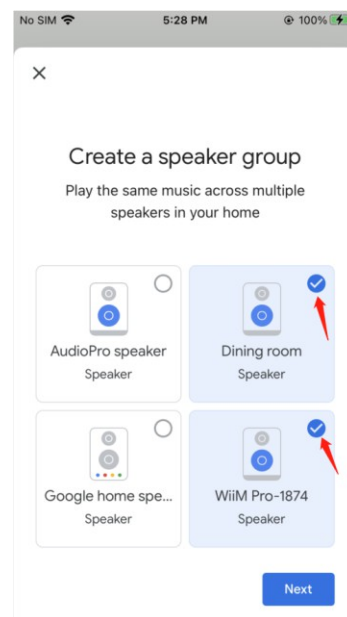 No SIM 5:28 PM 100%
Create a speaker group
Play the same music across multiple
speakers in your home
AudioPro speaker
Speaker
Dining room
Speaker
Google home spe...
Speaker
WiiM Pro-1874
Speaker
Next